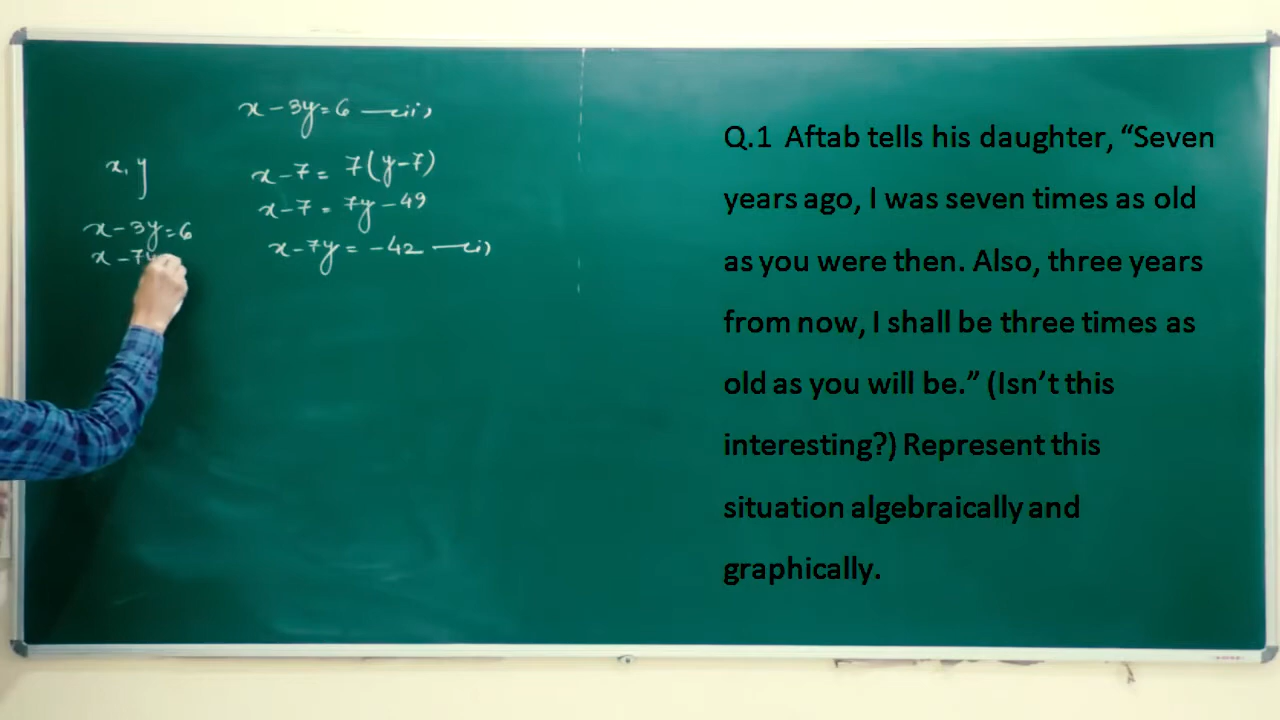 x - 3y = 6 — ii)
x, y
x - 7 = 7(y - 7)
x - 7 = 7y - 49
x - 3y = 6
x - 7y = -42 — i)
x - 7y
Q.1 Aftab tells his daughter, “Seven
years ago, I was seven times as old
as you were then. Also, three years
from now, I shall be three times as
old as you will be.” (Isn’t this
interesting?) Represent this
situation algebraically and
graphically.